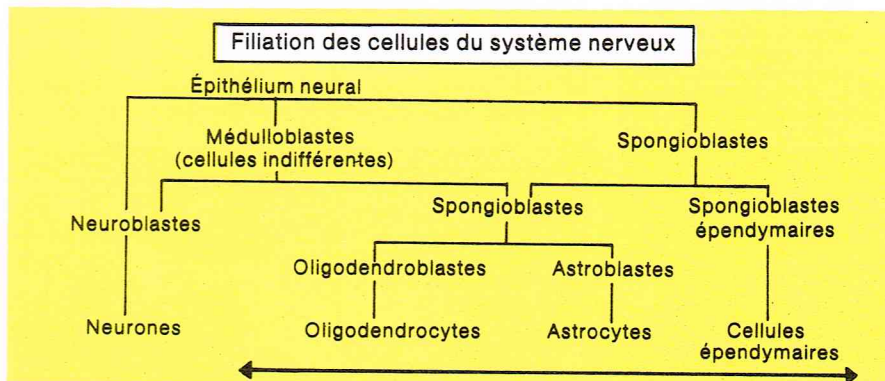 Filiation des cellules du système nerveux
Épithélium neural
Médulloblastes
(cellules indifférentes)
Spongioblastes
Neuroblastes
Spongioblastes
Spongioblastes
épendymaires
Oligodendroblastes
Astroblastes
Neurones
Oligodendrocytes
Astrocytes
Cellules
épendymaires